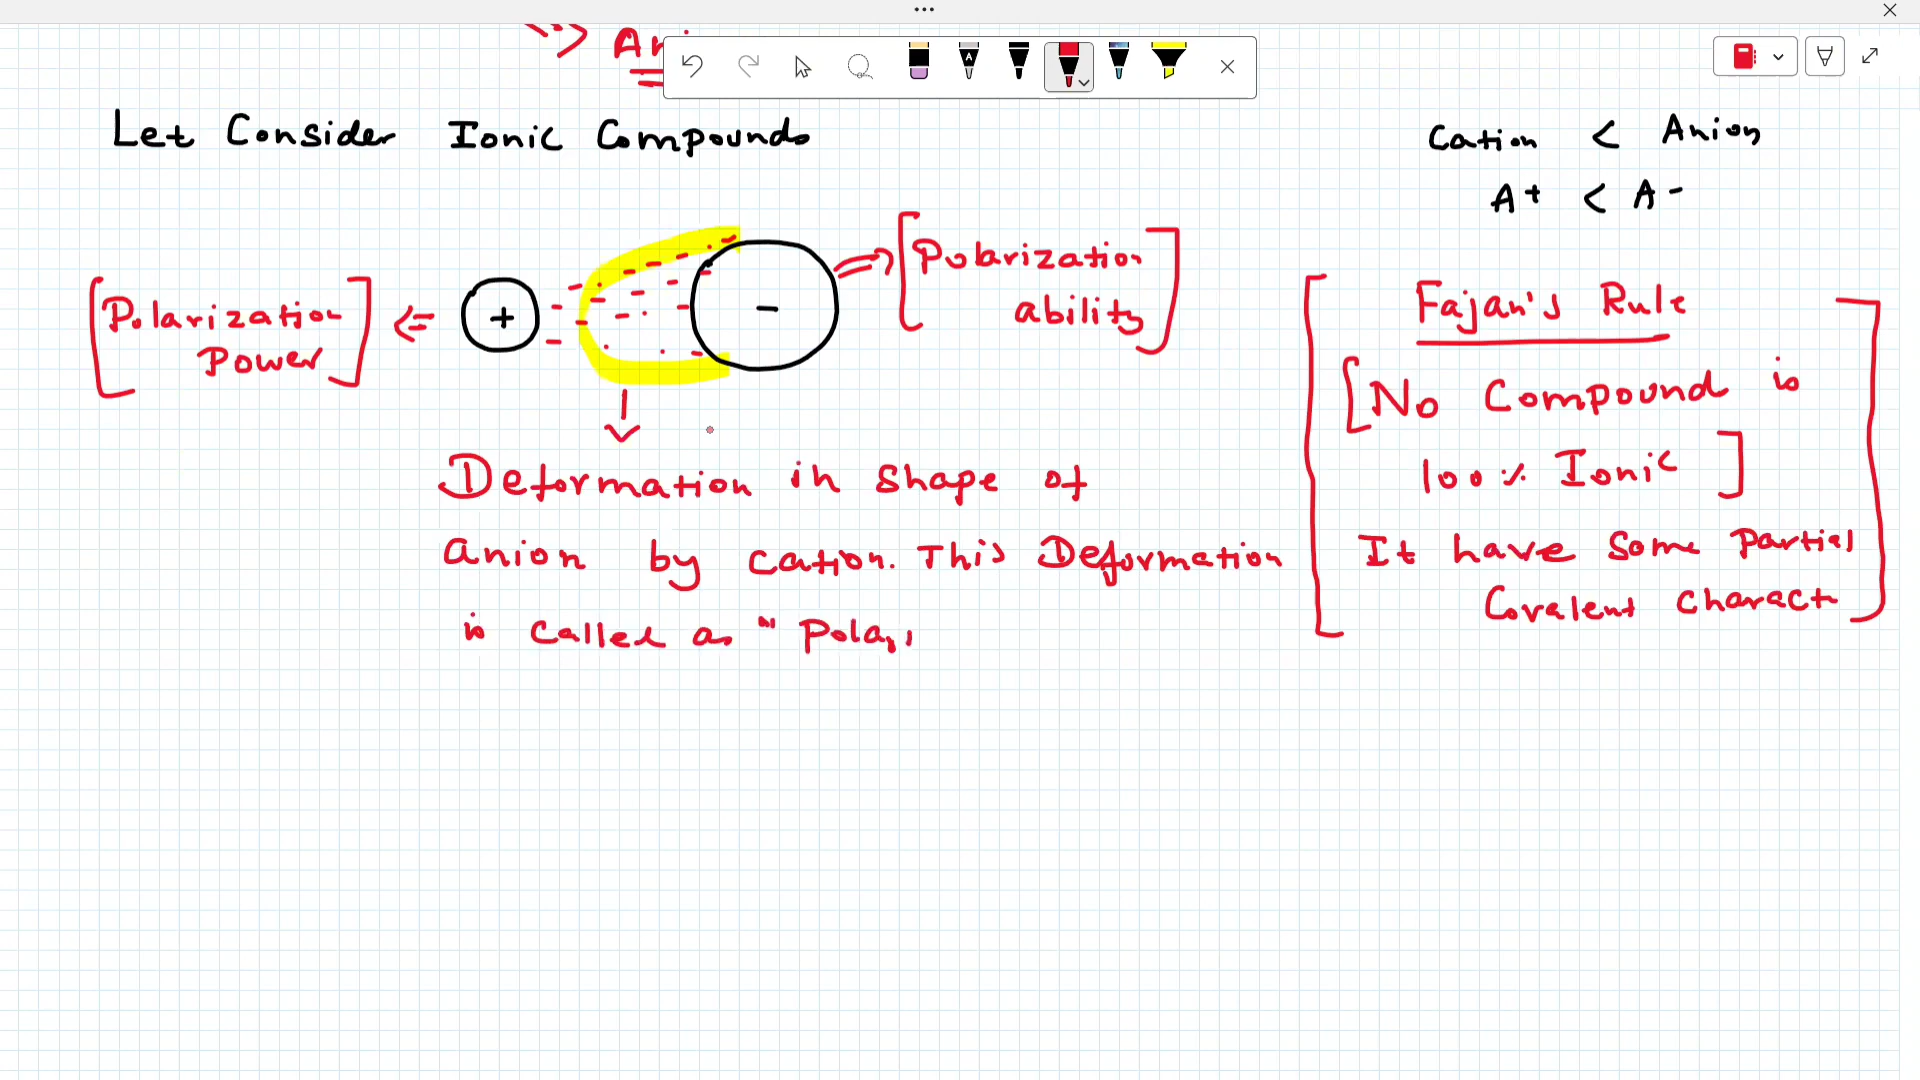 Let Consider Ionic Compounds
Cation < Anion
A+ < A-
[Polarization
Power]
<=
+
-
=>
[Polarization
ability]
Deformation in shape of
anion by cation. This Deformation
is called as "Pola
Fajan's Rule
[No Compound is
100% Ionic]
It have some partial
Covalent charact